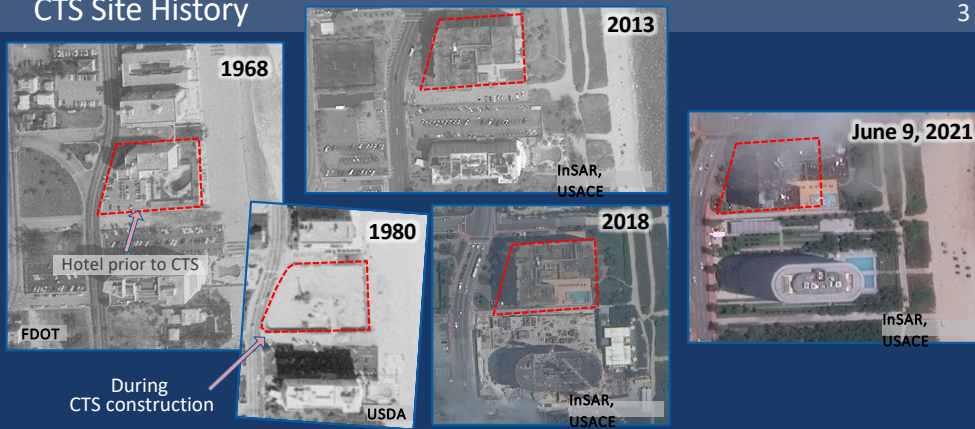 CTS Site History
3
1968
Hotel prior to CTS
FDOT
2013
InSAR,
USACE
1980
During
CTS construction
USDA
2018
InSAR,
USACE
June 9, 2021
InSAR,
USACE